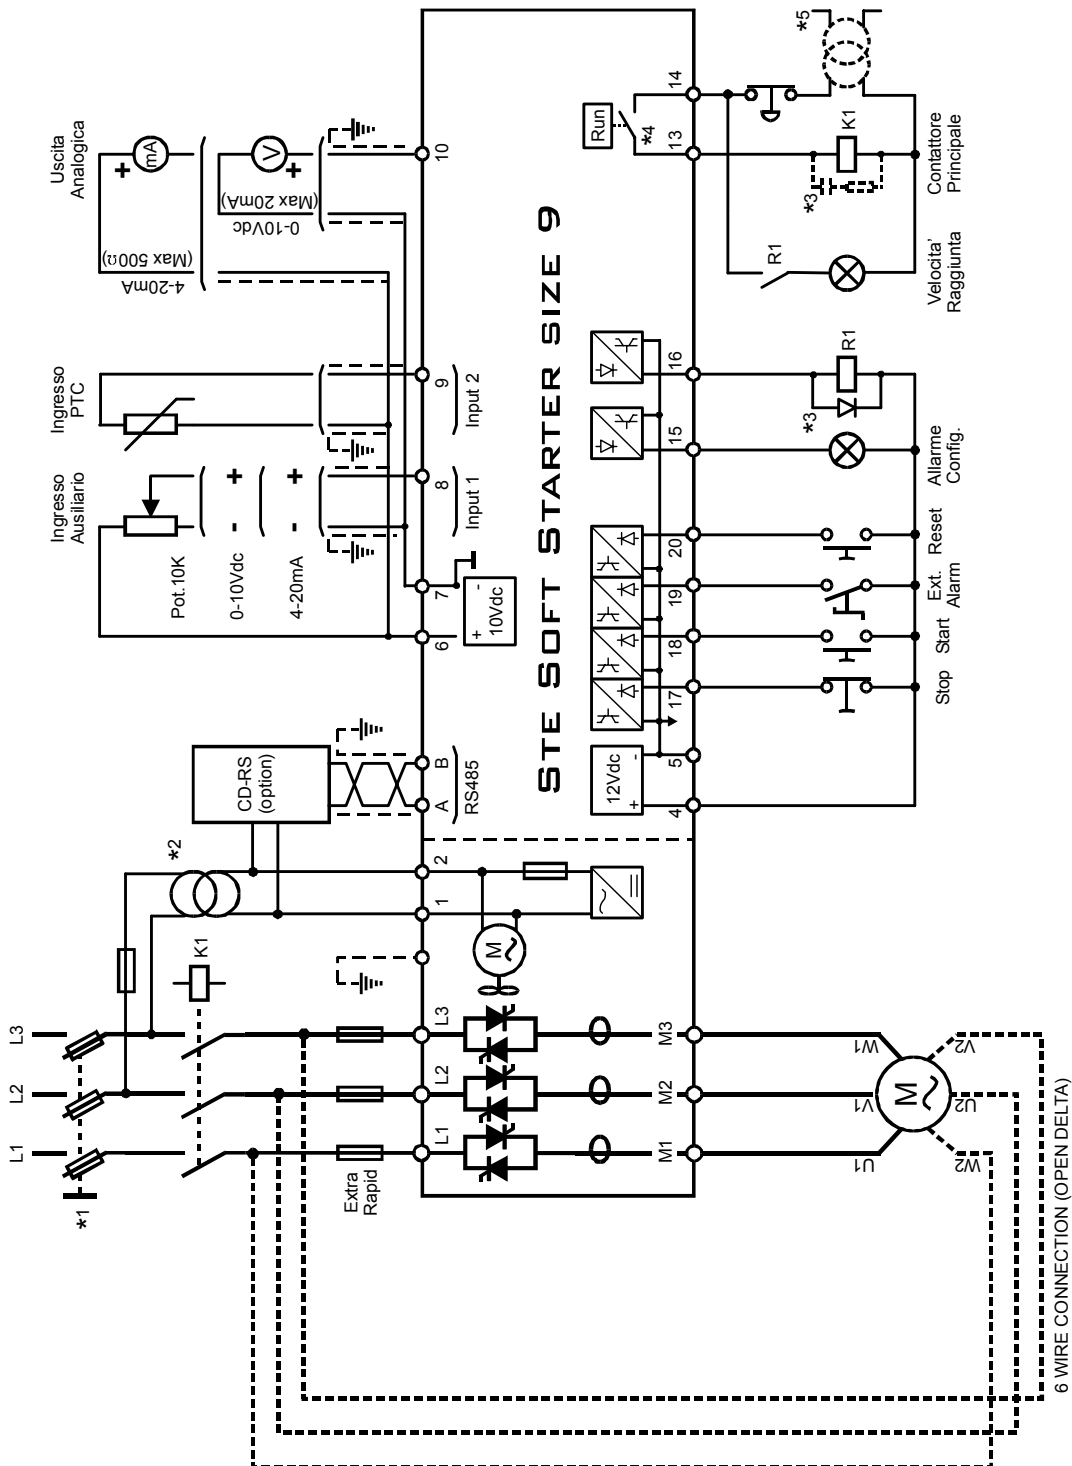 L1
L2
L3
*1
K1
*2
CD-RS
(option)
Extra
Rapid
L1
L2
L3
M
1
2
A
B
RS485
M1
M2
M3
U1
V1
W1
M
W2
U2
V2
6 WIRE CONNECTION (OPEN DELTA)
Ingresso
Ausiliario
Pot.10K
0-10Vdc
- +
4-20mA
- +
Ingresso
PTC
Uscita
Analogica
+
mA
4-20mA
(Max 500Ω)
V
+
0-10Vdc
(Max 20mA)
6
7
8
9
10
Input 1
Input 2
+ -
10Vdc
STE SOFT STARTER SIZE 9
12Vdc
+ -
4
5
17
18
19
20
15
16
13
14
Run
*4
Stop
Start
Ext.
Alarm
Reset
Allarme
Config.
*3
R1
R1
Velocita'
Raggiunta
*3
K1
Contattore
Principale
*5